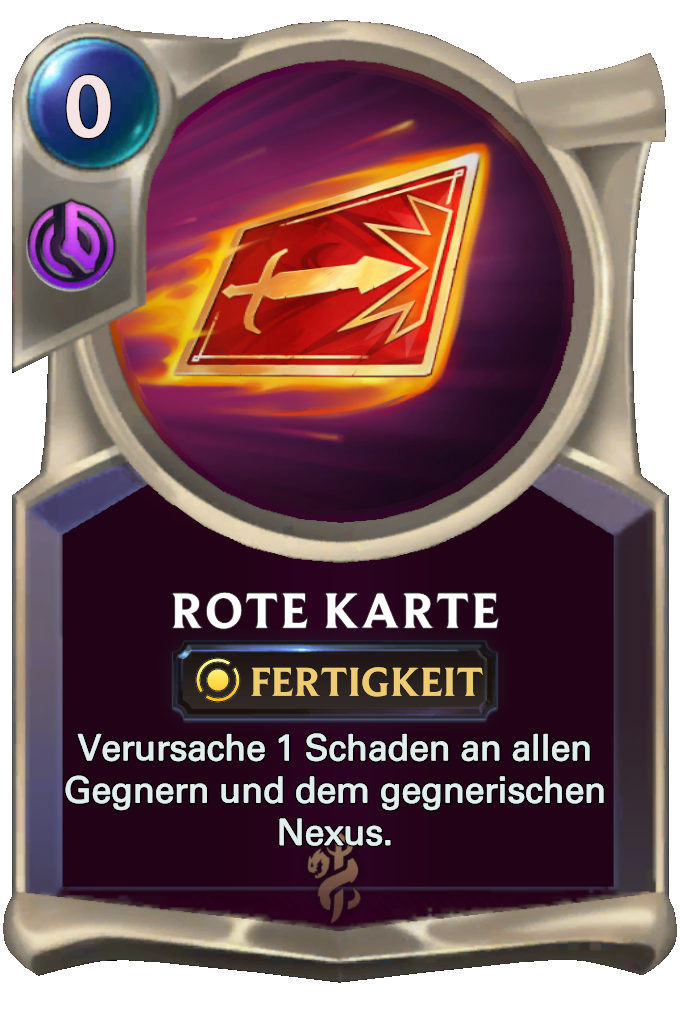 0
ROTE KARTE
FERTIGKEIT
Verursache 1 Schaden an allen
Gegnern und dem gegnerischen
Nexus.